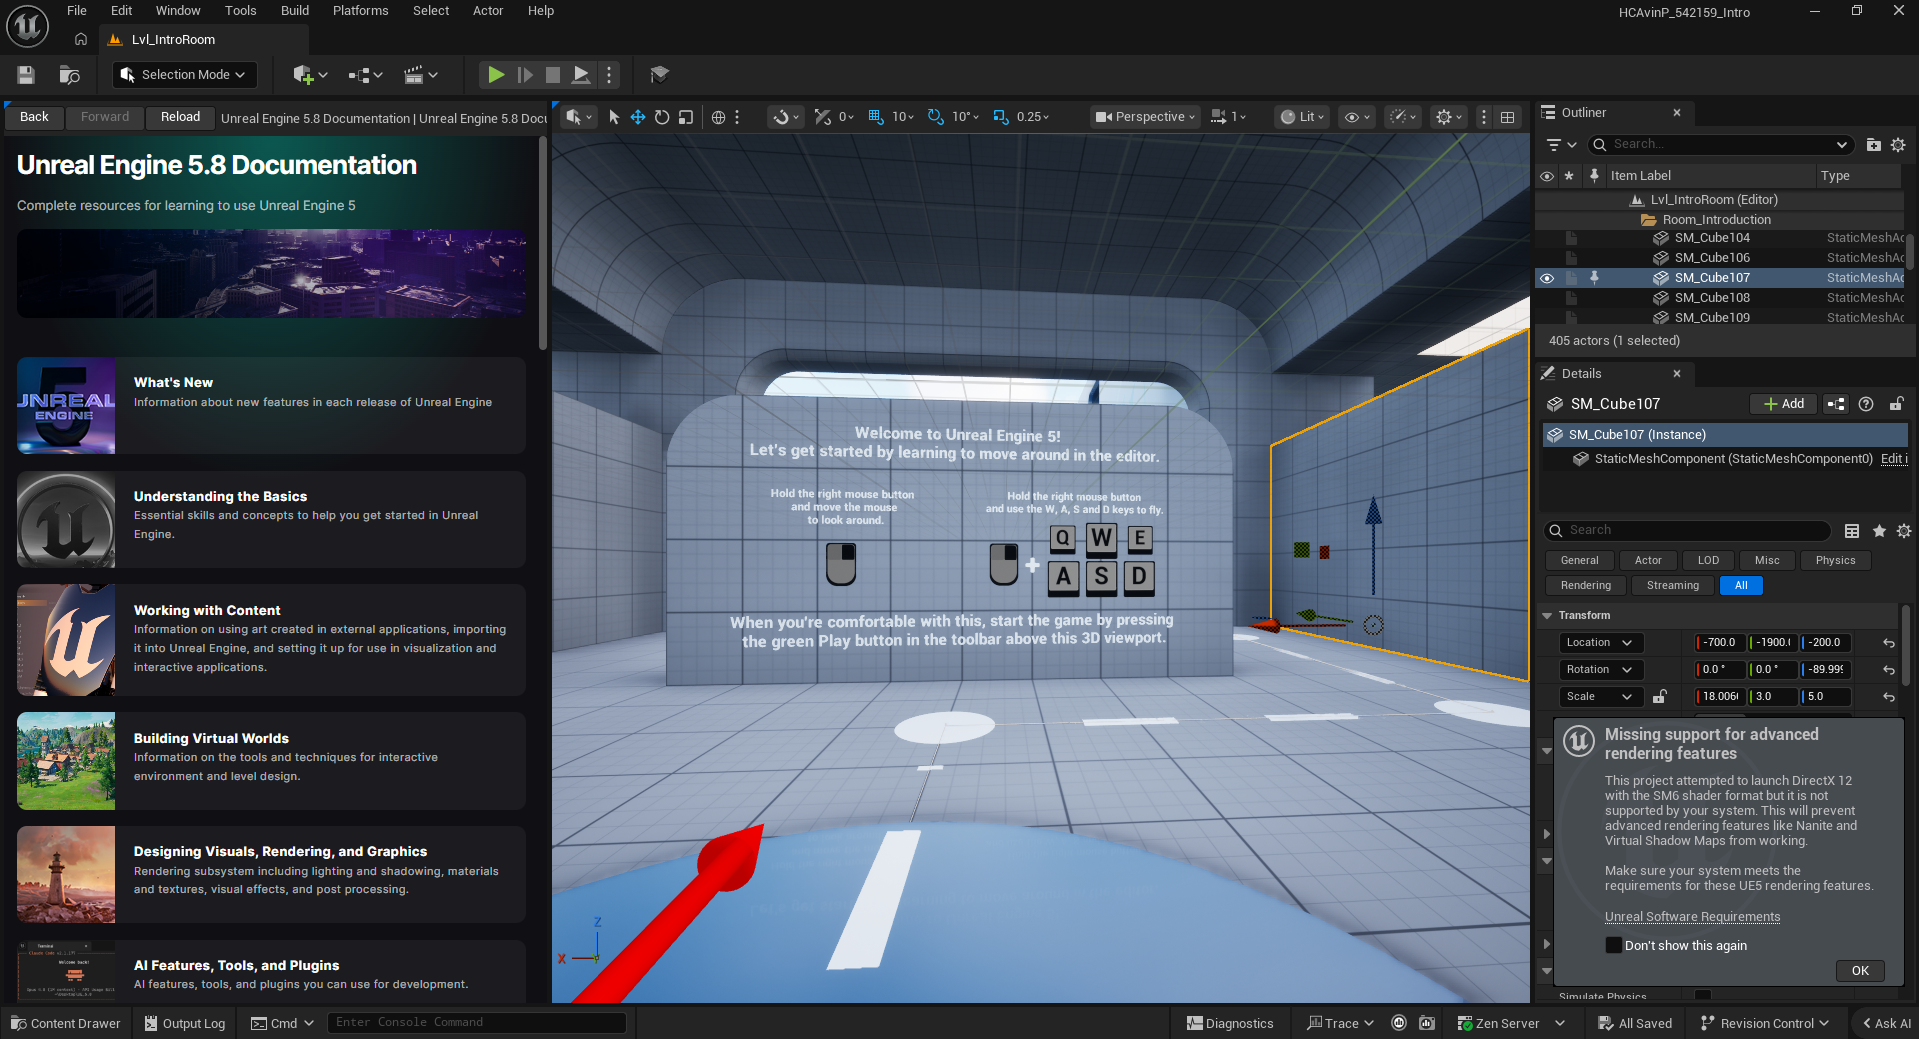 File Edit Window Tools Build Platforms Select Actor Help
HCAvinP_542159_Intro
Lvl_IntroRoom
Selection Mode
Back Forward Reload Unreal Engine 5.8 Documentation | Unreal Engine 5.8 Docu
Unreal Engine 5.8 Documentation
Complete resources for learning to use Unreal Engine 5
What's New
Information about new features in each release of Unreal Engine
UNREAL
ENGINE
Understanding the Basics
Essential skills and concepts to help you get started in Unreal
Engine.
Working with Content
Information on using art created in external applications, importing
it into Unreal Engine, and setting it up for use in visualization and
interactive applications.
Building Virtual Worlds
Information on the tools and techniques for interactive
environment and level design.
Designing Visuals, Rendering, and Graphics
Rendering subsystem including lighting and shadowing, materials
and textures, visual effects, and post processing.
AI Features, Tools, and Plugins
AI features, tools, and plugins you can use for development.
Terminal
Welcome back!
0 10 10° 0.25 Perspective 1 Lit
Welcome to Unreal Engine 5!
Let's get started by learning to move around in the editor.
Hold the right mouse button
and move the mouse
to look around.
Hold the right mouse button
and use the W, A, S and D keys to fly.
Q W E
A S D
When you're comfortable with this, start the game by pressing
the green Play button in the toolbar above this 3D viewport.
Z
X
Outliner
Search...
Item Label Type
Lvl_IntroRoom (Editor)
Room_Introduction
SM_Cube104 StaticMeshAc
SM_Cube106 StaticMeshAc
SM_Cube107 StaticMeshAc
SM_Cube108 StaticMeshAc
SM_Cube109 StaticMeshAc
405 actors (1 selected)
Details
SM_Cube107 Add
SM_Cube107 (Instance)
StaticMeshComponent (StaticMeshComponent0) Edit i
Search
General Actor LOD Misc Physics
Rendering Streaming All
Transform
Location -700.0 -1900.( -200.0
Rotation 0.0 ° 0.0 ° -89.999
Scale 18.006( 3.0 5.0
Missing support for advanced
rendering features
This project attempted to launch DirectX 12
with the SM6 shader format but it is not
supported by your system. This will prevent
advanced rendering features like Nanite and
Virtual Shadow Maps from working.
Make sure your system meets the
requirements for these UE5 rendering features.
Unreal Software Requirements
Don't show this again
OK
Simulate Physics
Content Drawer Output Log Cmd Enter Console Command Diagnostics Trace Zen Server All Saved Revision Control Ask AI